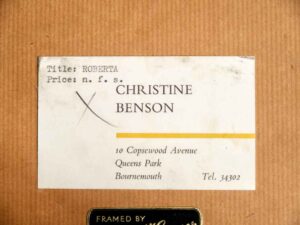 Title: ROBERTA
Price: n. f. s.
CHRISTINE
BENSON
10 Copsewood Avenue
Queens Park
Bournemouth Tel. 34302
FRAMED BY